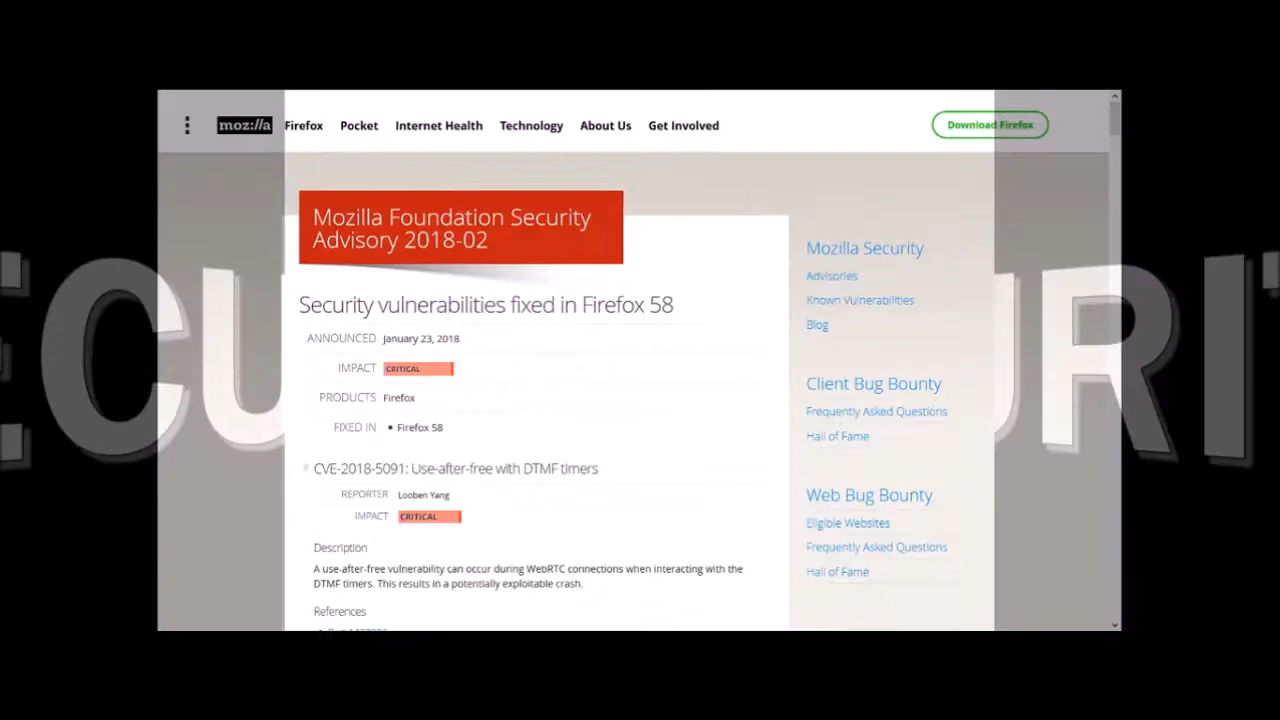 moz://a Firefox Pocket Internet Health Technology About Us Get Involved Download Firefox
Mozilla Foundation Security
Advisory 2018-02
Security vulnerabilities fixed in Firefox 58
ANNOUNCED January 23, 2018
IMPACT CRITICAL
PRODUCTS Firefox
FIXED IN • Firefox 58
CVE-2018-5091: Use-after-free with DTMF timers
REPORTER Looben Yang
IMPACT CRITICAL
Description
A use-after-free vulnerability can occur during WebRTC connections when interacting with the
DTMF timers. This results in a potentially exploitable crash.
References
Mozilla Security
Advisories
Known Vulnerabilities
Blog
Client Bug Bounty
Frequently Asked Questions
Hall of Fame
Web Bug Bounty
Eligible Websites
Frequently Asked Questions
Hall of Fame
ECU URIT